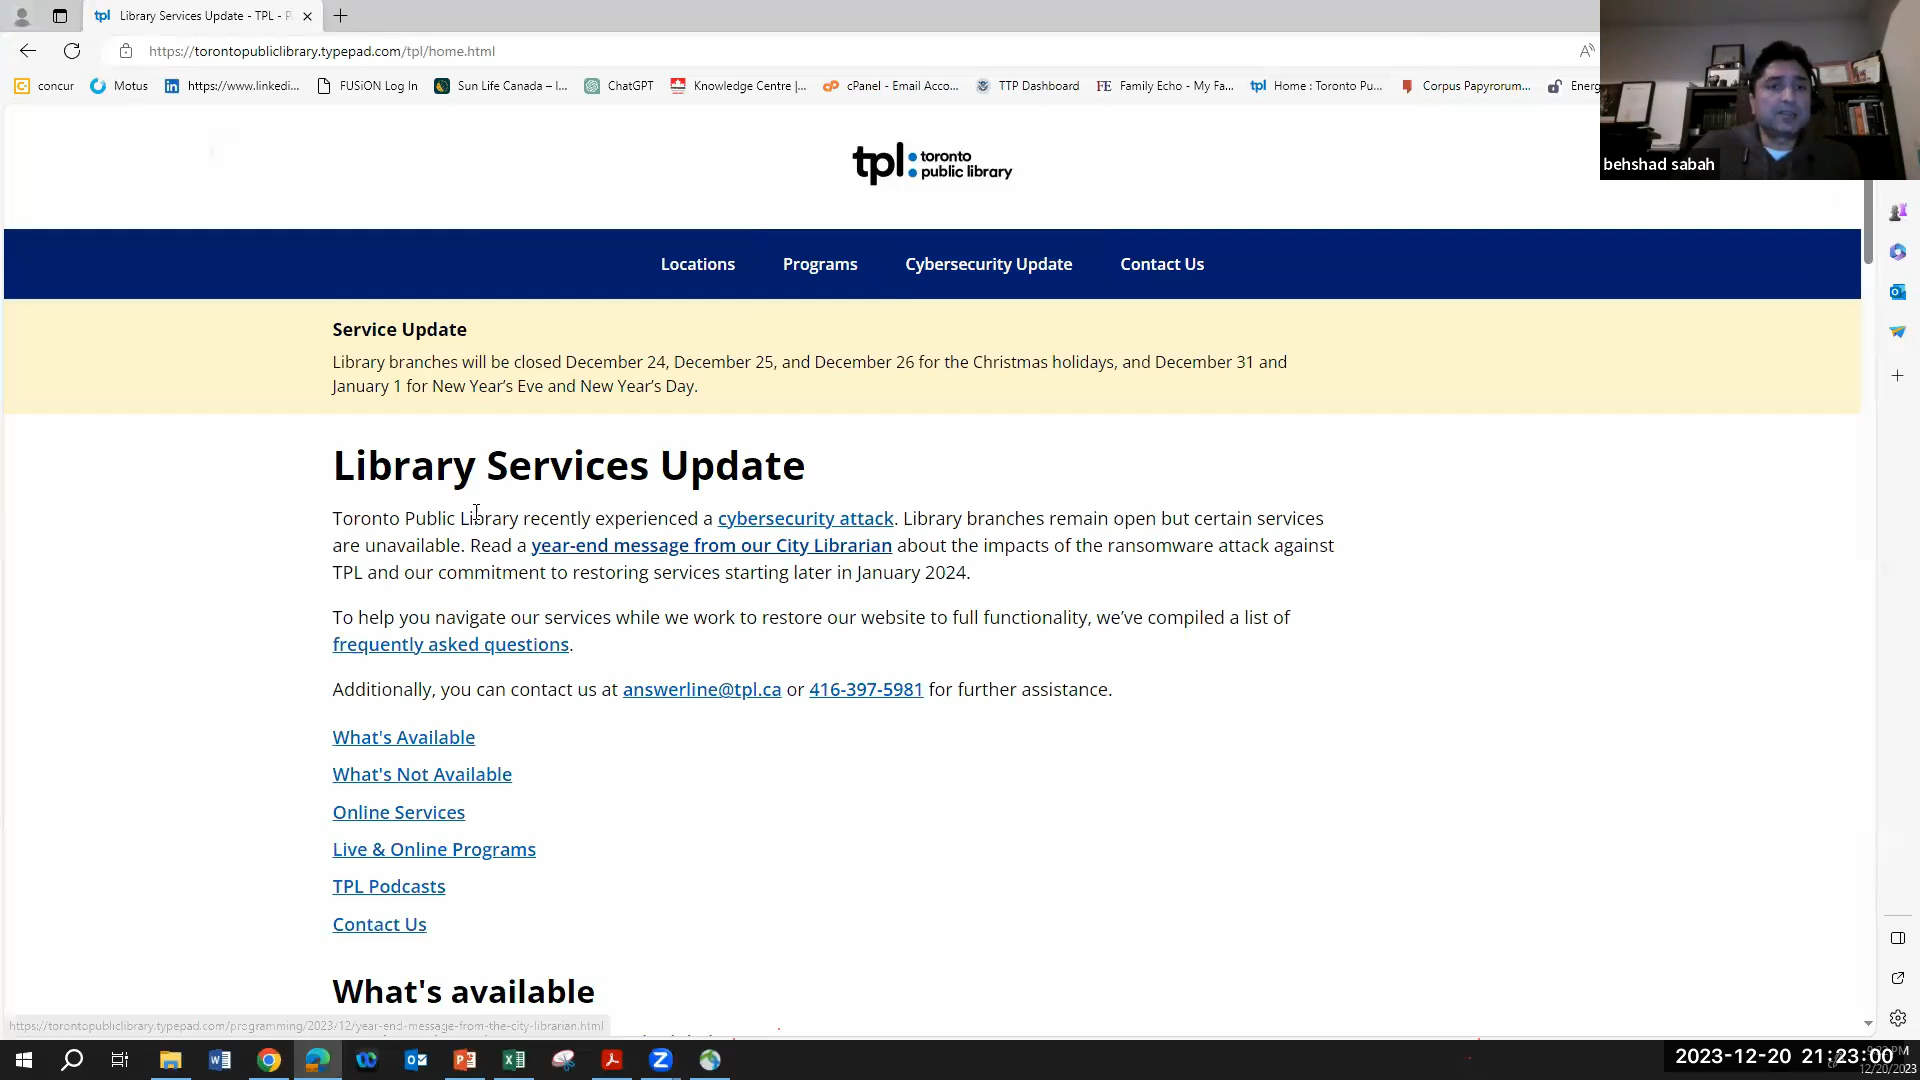 Library Services Update - TPL - P
https://torontopubliclibrary.typepad.com/tpl/home.html
concur
Motus
https://www.linkedi...
FUSiON Log In
Sun Life Canada – I...
ChatGPT
Knowledge Centre |...
cPanel - Email Acco...
TTP Dashboard
FE Family Echo - My Fa...
tpl Home : Toronto Pu...
Corpus Papyrorum...
Energ
behshad sabah
tpl: toronto
public library
Locations
Programs
Cybersecurity Update
Contact Us
Service Update
Library branches will be closed December 24, December 25, and December 26 for the Christmas holidays, and December 31 and
January 1 for New Year’s Eve and New Year’s Day.
Library Services Update
Toronto Public Library recently experienced a cybersecurity attack. Library branches remain open but certain services
are unavailable. Read a year-end message from our City Librarian about the impacts of the ransomware attack against
TPL and our commitment to restoring services starting later in January 2024.
To help you navigate our services while we work to restore our website to full functionality, we’ve compiled a list of
frequently asked questions.
Additionally, you can contact us at answerline@tpl.ca or 416-397-5981 for further assistance.
What's Available
What's Not Available
Online Services
Live & Online Programs
TPL Podcasts
Contact Us
What's available
https://torontopubliclibrary.typepad.com/programming/2023/12/year-end-message-from-the-city-librarian.html
2023-12-20 21:23:00
12/20/2023